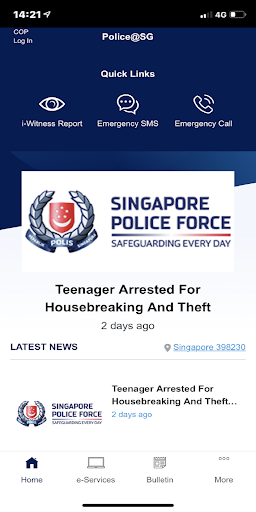 14:21
4G
COP
Log In
Police@SG
Quick Links
i-Witness Report
Emergency SMS
Emergency Call
POLIS
SINGAPORE
POLICE FORCE
SAFEGUARDING EVERY DAY
Teenager Arrested For
Housebreaking And Theft
2 days ago
LATEST NEWS
Singapore 398230
SINGAPORE
POLICE FORCE
SAFEGUARDING EVERY DAY
Teenager Arrested For
Housebreaking And Theft...
2 days ago
Home
e-Services
Bulletin
More